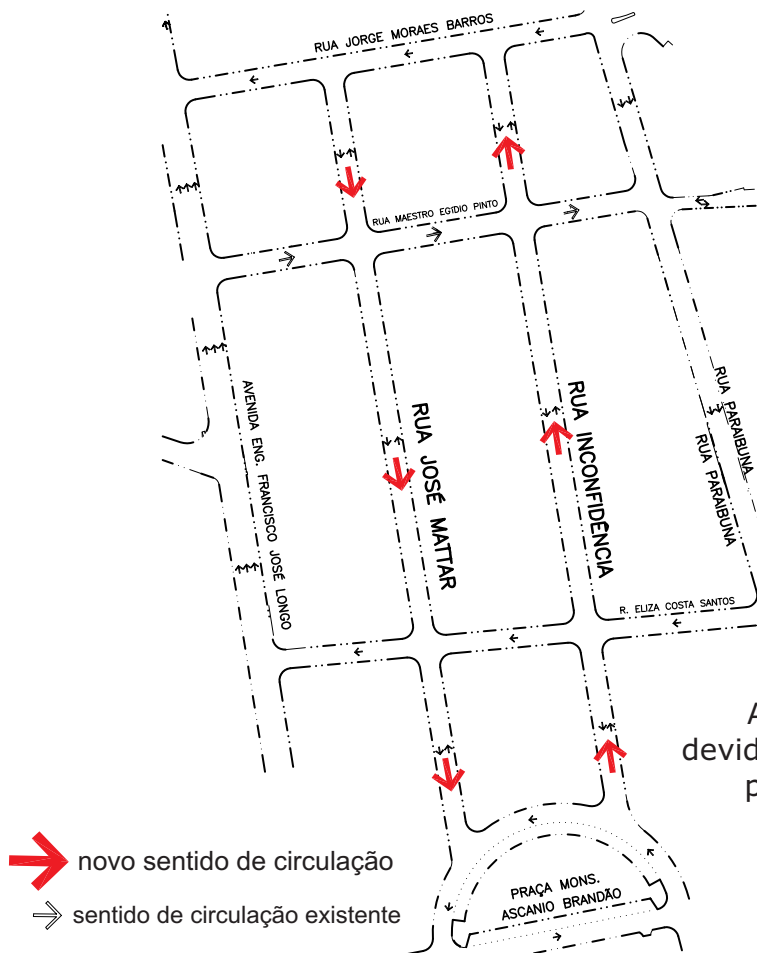 RUA JORGE MORAES BARROS
RUA MAESTRO EGÍDIO PINTO
AVENIDA ENG. FRANCISCO JOSÉ LONGO
RUA JOSÉ MATTAR
RUA INCONFIDÊNCIA
RUA PARAIBUNA
RUA PARAIBUNA
R. ELIZA COSTA SANTOS
A
devid
p
novo sentido de circulação
sentido de circulação existente
PRAÇA MONS.
ASCANIO BRANDÃO